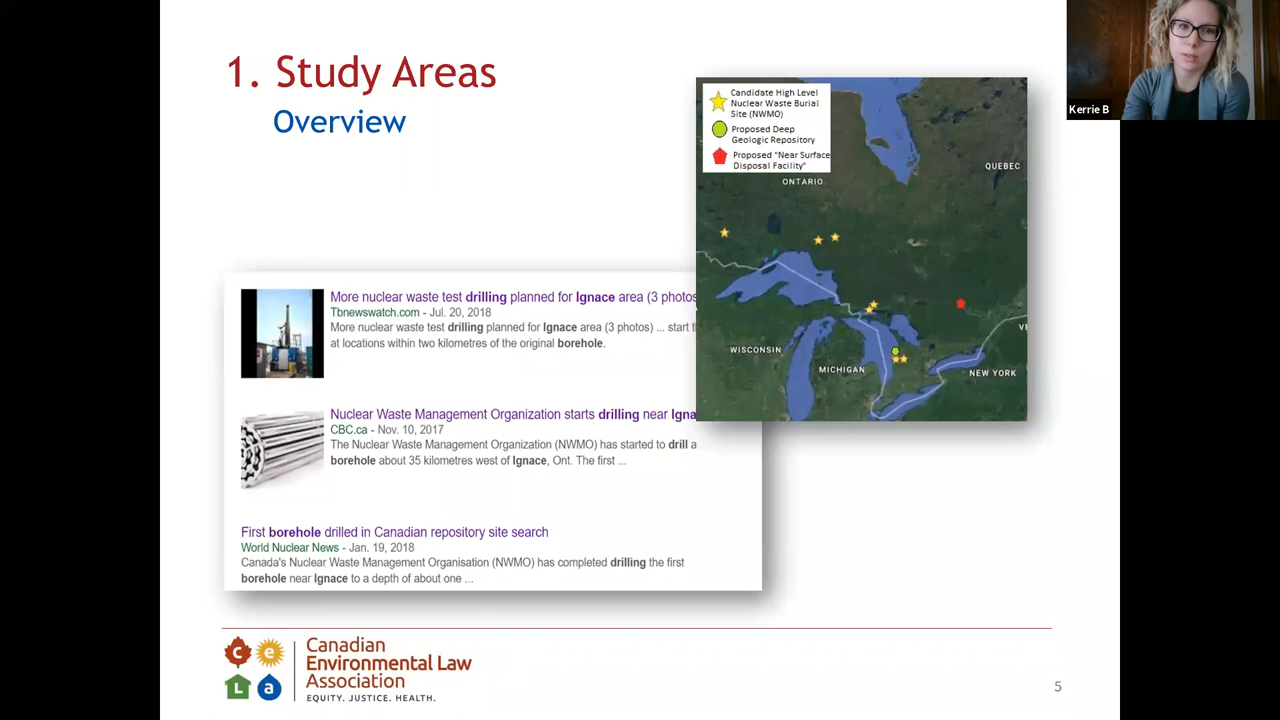 1. Study Areas
Overview
Kerrie B
Candidate High Level
Nuclear Waste Burial
Site (NWMO)
Proposed Deep
Geologic Repository
Proposed "Near Surface
Disposal Facility"
ONTARIO
QUEBEC
WISCONSIN
MICHIGAN
NEW YORK
VE
More nuclear waste test drilling planned for Ignace area (3 photos
Tbnewswatch.com - Jul. 20, 2018
More nuclear waste test drilling planned for Ignace area (3 photos) ... start t
at locations within two kilometres of the original borehole.
Nuclear Waste Management Organization starts drilling near Igna
CBC.ca - Nov. 10, 2017
The Nuclear Waste Management Organization (NWMO) has started to drill a
borehole about 35 kilometres west of Ignace, Ont. The first ...
First borehole drilled in Canadian repository site search
World Nuclear News - Jan. 19, 2018
Canada's Nuclear Waste Management Organisation (NWMO) has completed drilling the first
borehole near Ignace to a depth of about one ...
c e L a
Canadian
Environmental Law
Association
EQUITY. JUSTICE. HEALTH.
5